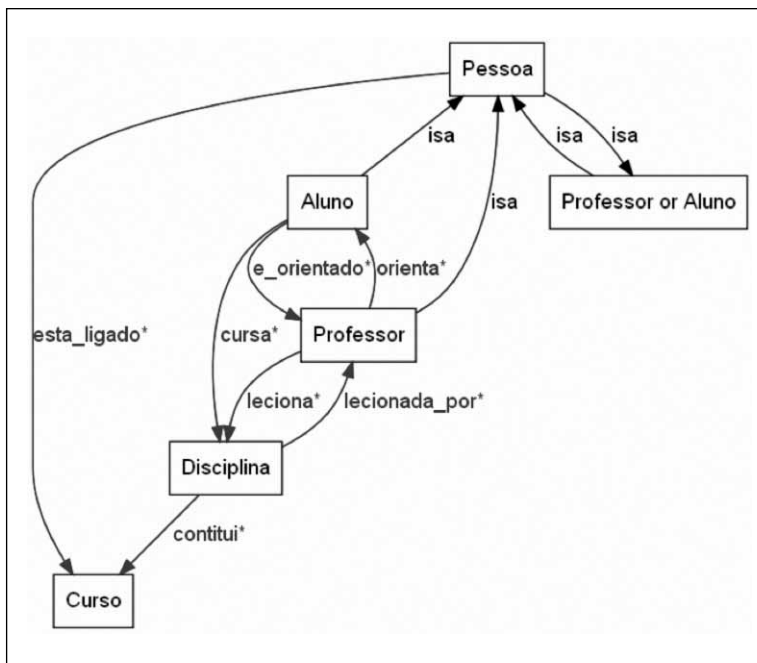 Pessoa
isa
isa
isa
Aluno
Professor or Aluno
isa
e_orientado*
orienta*
esta_ligado*
cursa*
Professor
leciona*
lecionada_por*
Disciplina
contitui*
Curso